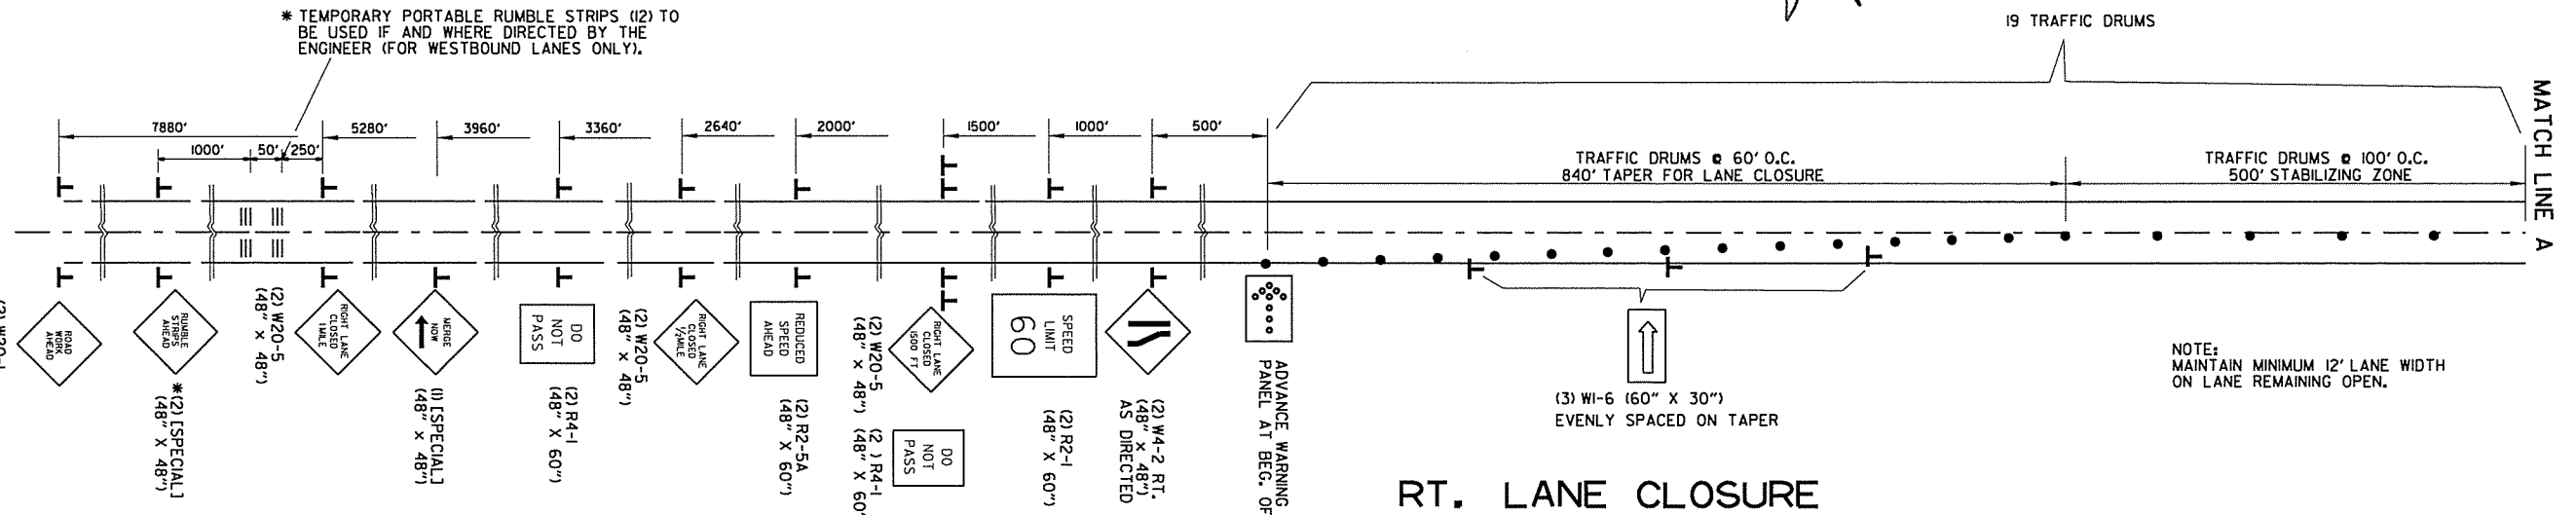 * TEMPORARY PORTABLE RUMBLE STRIPS (12) TO
BE USED IF AND WHERE DIRECTED BY THE
ENGINEER (FOR WESTBOUND LANES ONLY).
19 TRAFFIC DRUMS
MATCH LINE A
7880'
5280'
3960'
3360'
2640'
2000'
1500'
1000'
500'
1000'
50'
250'
TRAFFIC DRUMS @ 60' O.C.
840' TAPER FOR LANE CLOSURE
TRAFFIC DRUMS @ 100' O.C.
500' STABILIZING ZONE
ROAD
WORK
AHEAD
RUMBLE
STRIPS
AHEAD
*(2) [SPECIAL]
(48" X 48")
(2) W20-5
(48" X 48")
RIGHT LANE
CLOSED
1 MILE
MERGE
NOW
(1) [SPECIAL]
(48" X 48")
DO
NOT
PASS
(2) R4-1
(48" X 60")
(2) W20-5
(48" X 48")
RIGHT LANE
CLOSED
1/2 MILE
REDUCED
SPEED
AHEAD
(2) R2-5A
(48" X 60")
(2) W20-5
(48" X 48")
RIGHT LANE
CLOSED
1500 FT
(2 ) R4-1
(48" X 60"
DO
NOT
PASS
SPEED
LIMIT
60
(2) R2-1
(48" X 60")
(2) W4-2 RT.
(48" X 48")
AS DIRECTED
ADVANCE WARNING
PANEL AT BEG. OF
(3) W1-6 (60" X 30")
EVENLY SPACED ON TAPER
NOTE:
MAINTAIN MINIMUM 12' LANE WIDTH
ON LANE REMAINING OPEN.
RT. LANE CLOSURE